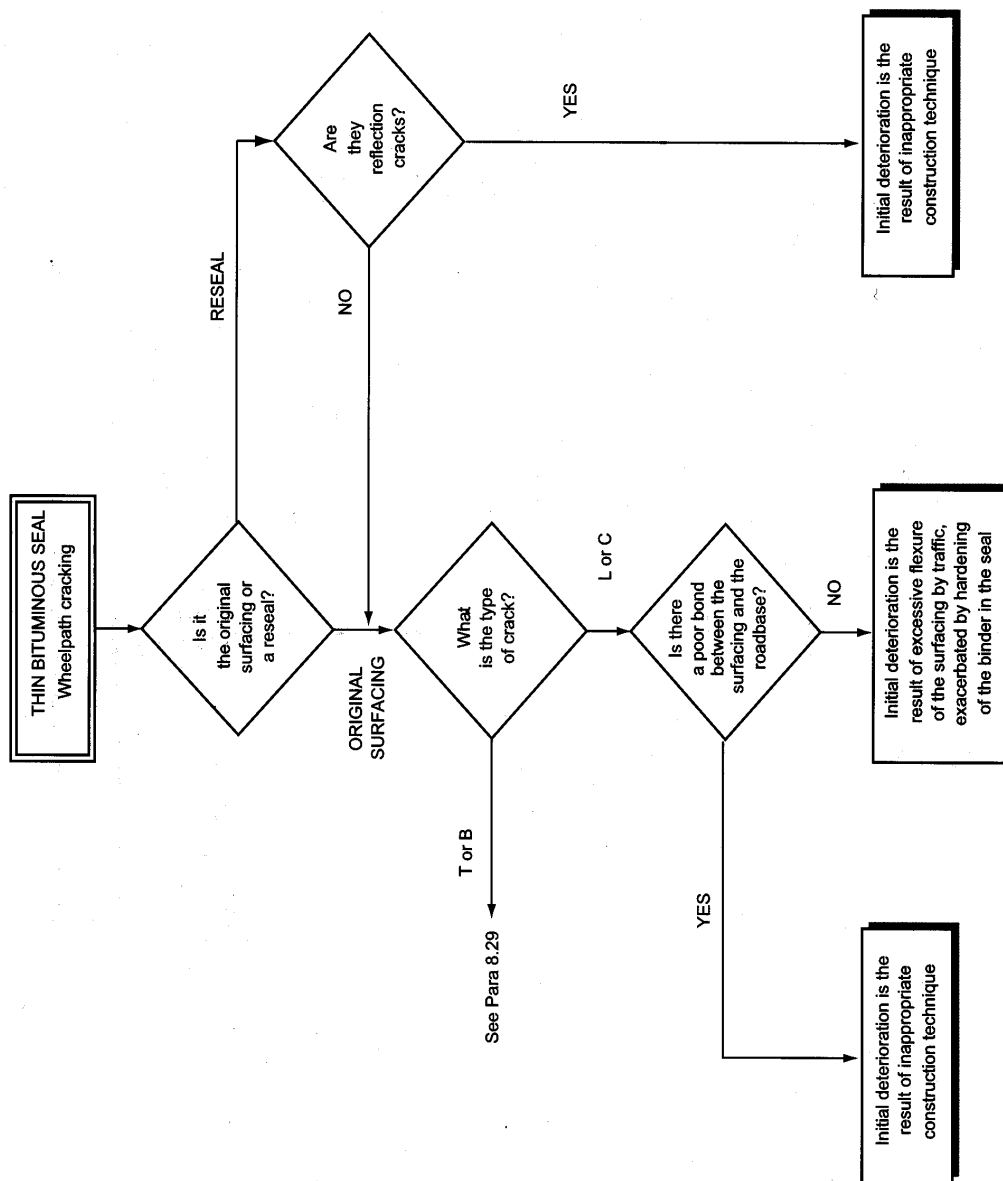 THIN BITUMINOUS SEAL
Wheelpath cracking
Is it
the original
surfacing or
a reseal?
RESEAL
Are
they
reflection
cracks?
NO
YES
Initial deterioration is the
result of inappropriate
construction technique
ORIGINAL
SURFACING
What
is the type
of crack?
T or B
See Para 8.29
L or C
Is there
a poor bond
between the
surfacing and the
roadbase?
YES
Initial deterioration is the
result of inappropriate
construction technique
NO
Initial deterioration is the
result of excessive flexure
of the surfacing by traffic,
exacerbated by hardening
of the binder in the seal